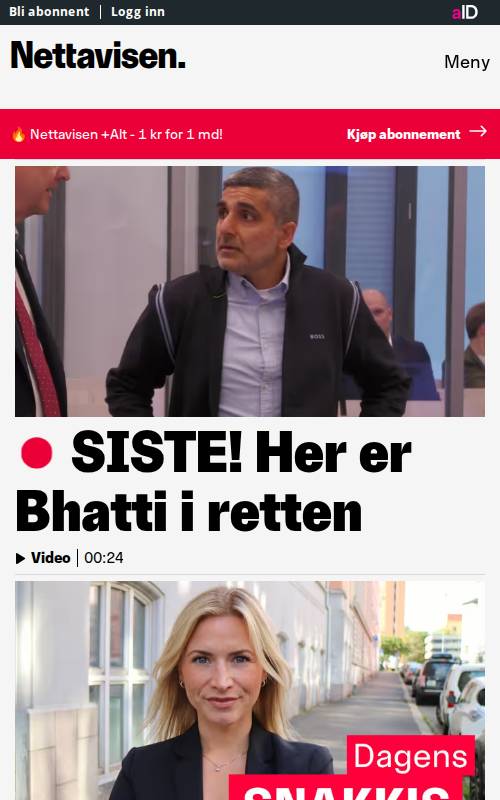 Bli abonnent Logg inn aID
Nettavisen.
Meny
🔥 Nettavisen +Alt - 1 kr for 1 md! Kjøp abonnement →
BOSS
SISTE! Her er
Bhatti i retten
Video 00:24
Dagens
SNAKKIS